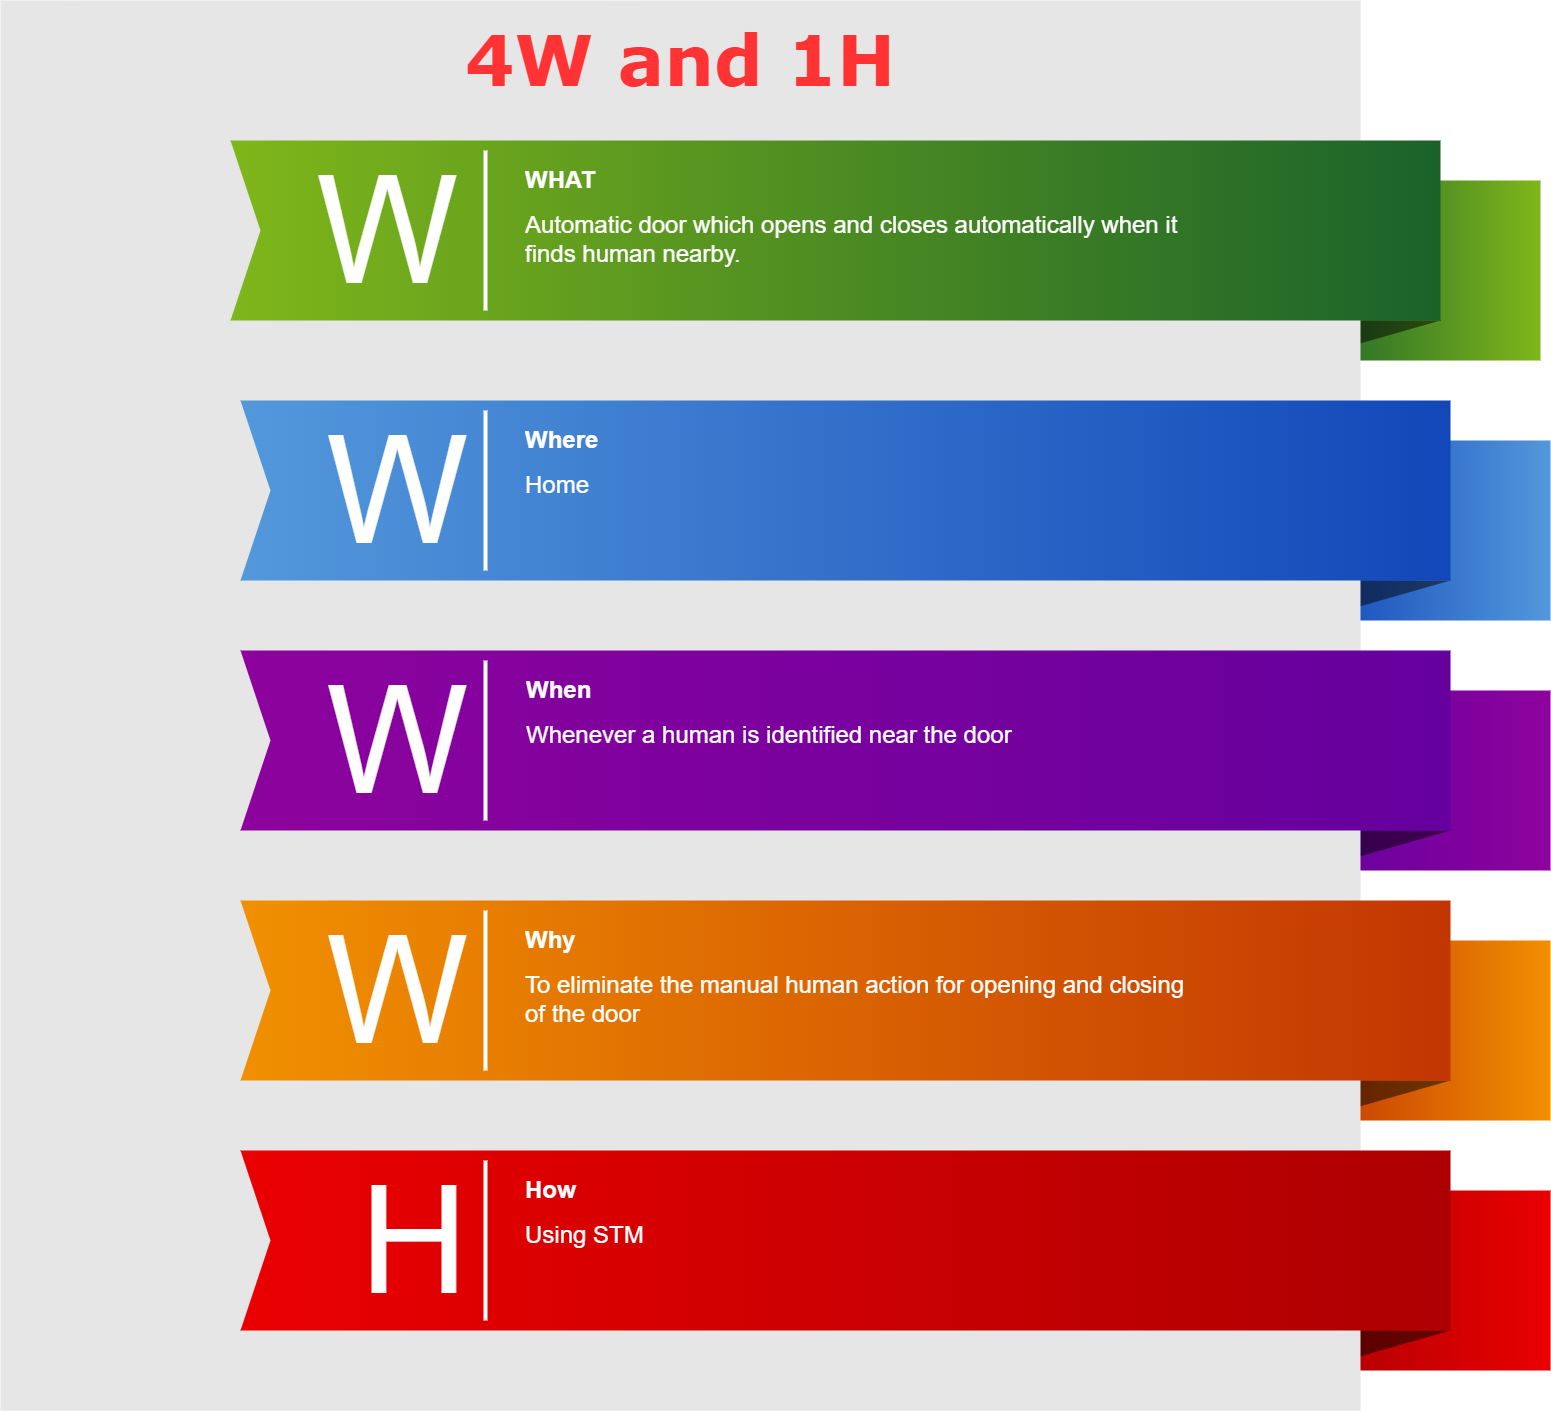 4W and 1H
W
WHAT
Automatic door which opens and closes automatically when it
finds human nearby.
W
Where
Home
W
When
Whenever a human is identified near the door
W
Why
To eliminate the manual human action for opening and closing
of the door
H
How
Using STM